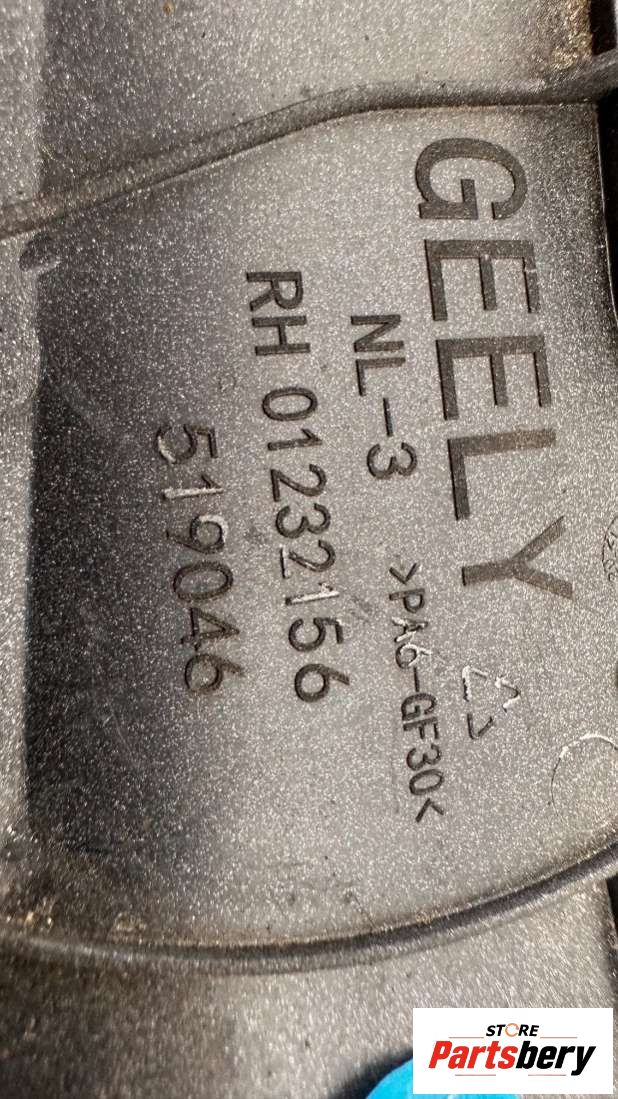 GEELY
NL-3
>PA6-GF30<
RH 01232156
519046
STORE
Partsbery